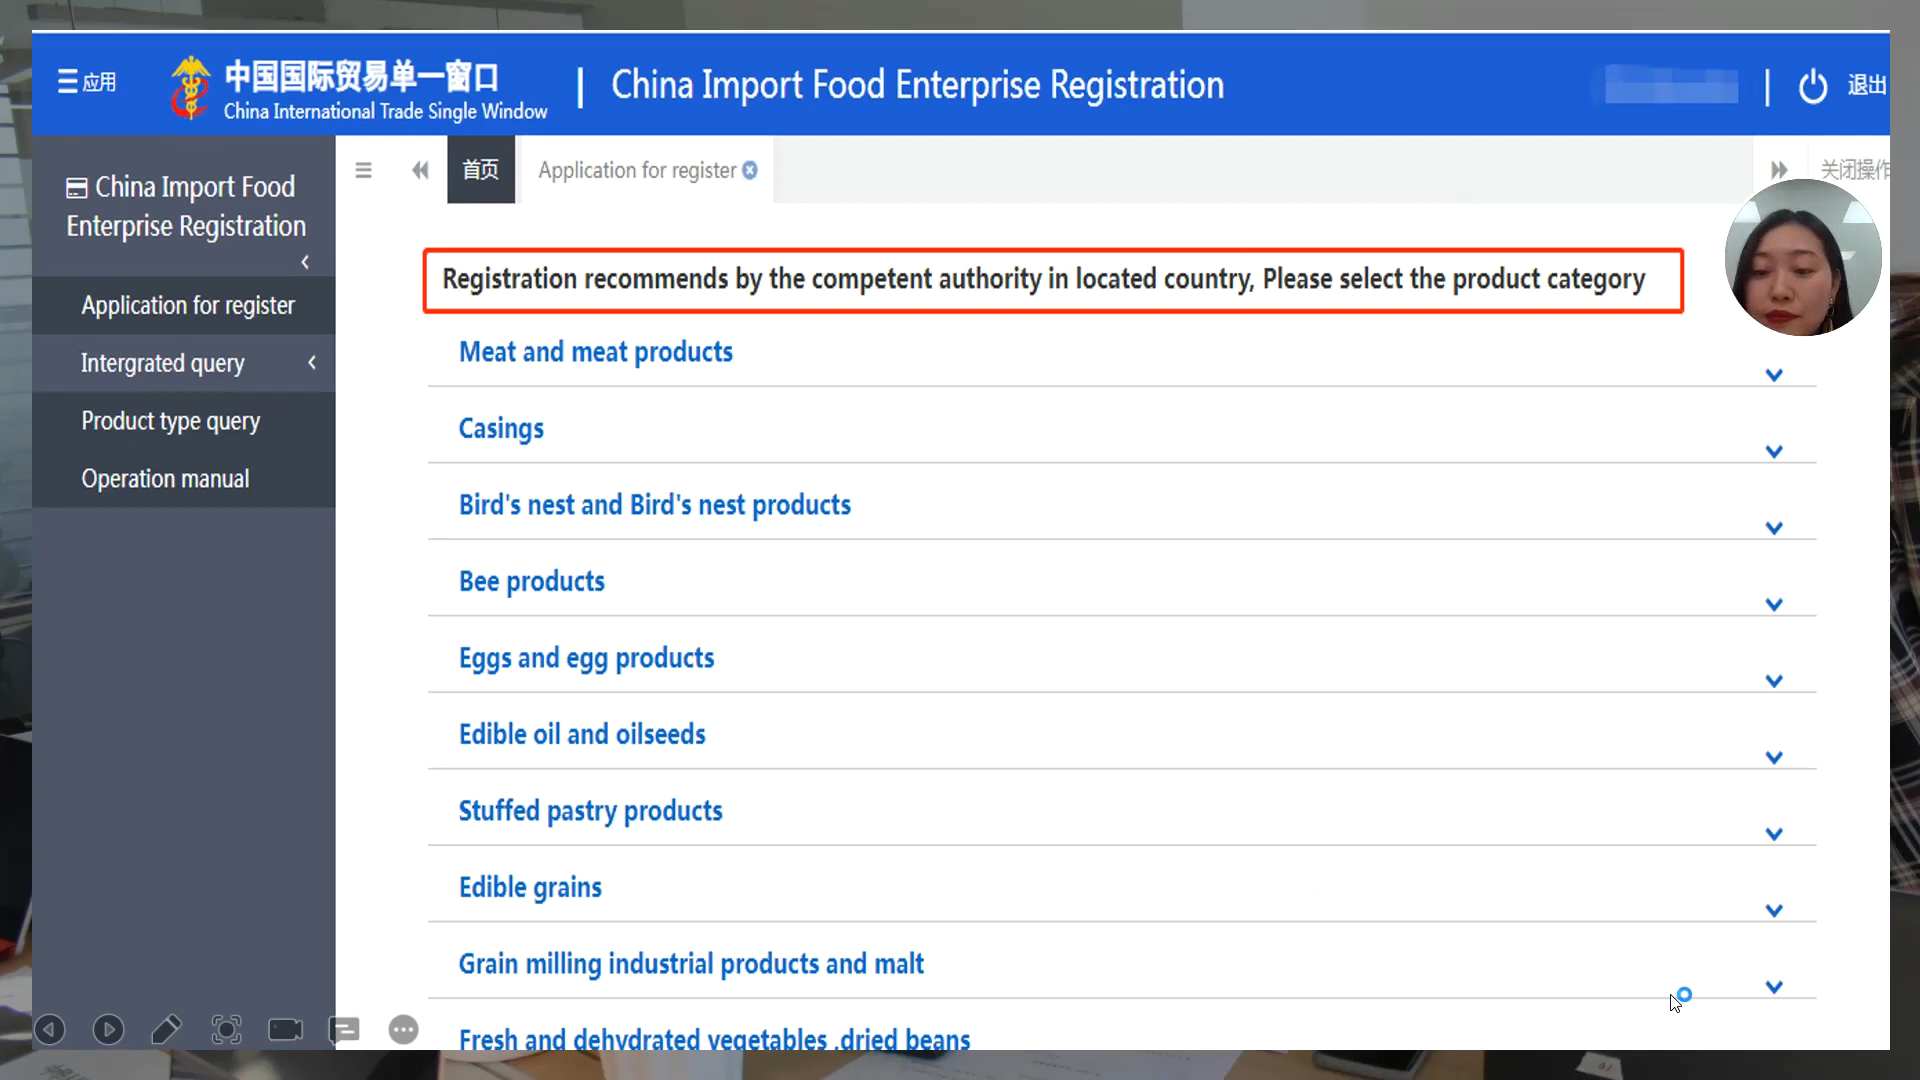 应用
中国国际贸易单一窗口
China International Trade Single Window
China Import Food Enterprise Registration
退出
China Import Food
Enterprise Registration
Application for register
Intergrated query
Product type query
Operation manual
首页
Application for register
关闭操作
Registration recommends by the competent authority in located country, Please select the product category
Meat and meat products
Casings
Bird's nest and Bird's nest products
Bee products
Eggs and egg products
Edible oil and oilseeds
Stuffed pastry products
Edible grains
Grain milling industrial products and malt
Fresh and dehydrated vegetables ,dried beans